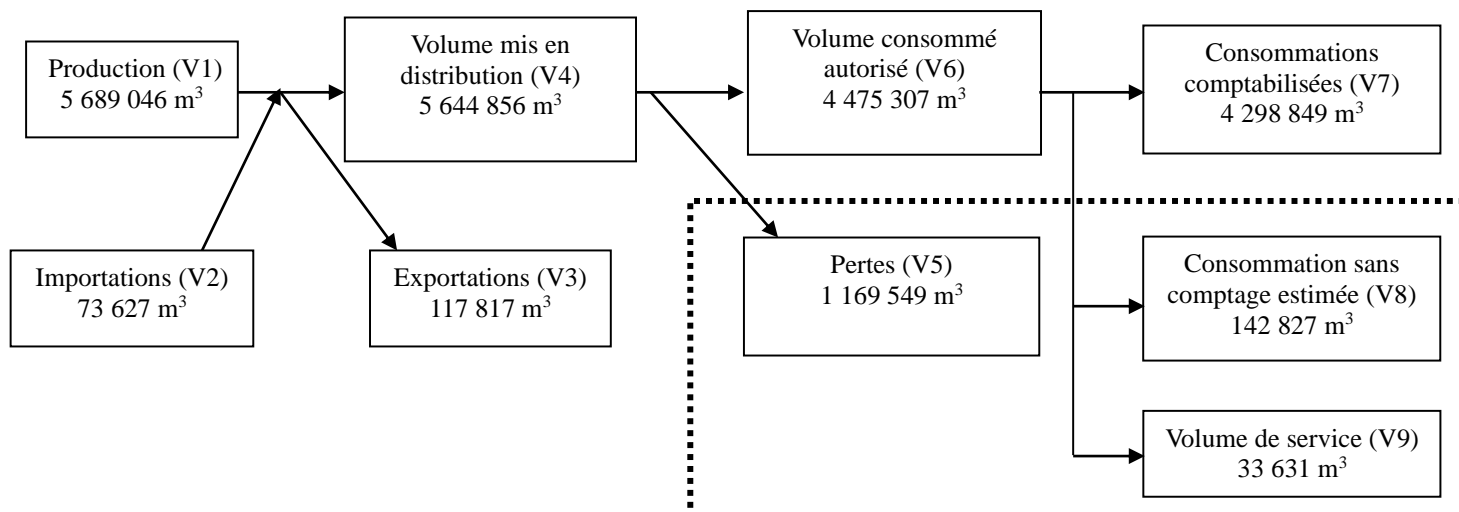 Production (V1)
5 689 046 m³
Volume mis en
distribution (V4)
5 644 856 m³
Volume consommé
autorisé (V6)
4 475 307 m³
Consommations
comptabilisées (V7)
4 298 849 m³
Importations (V2)
73 627 m³
Exportations (V3)
117 817 m³
Pertes (V5)
1 169 549 m³
Consommation sans
comptage estimée (V8)
142 827 m³
Volume de service (V9)
33 631 m³